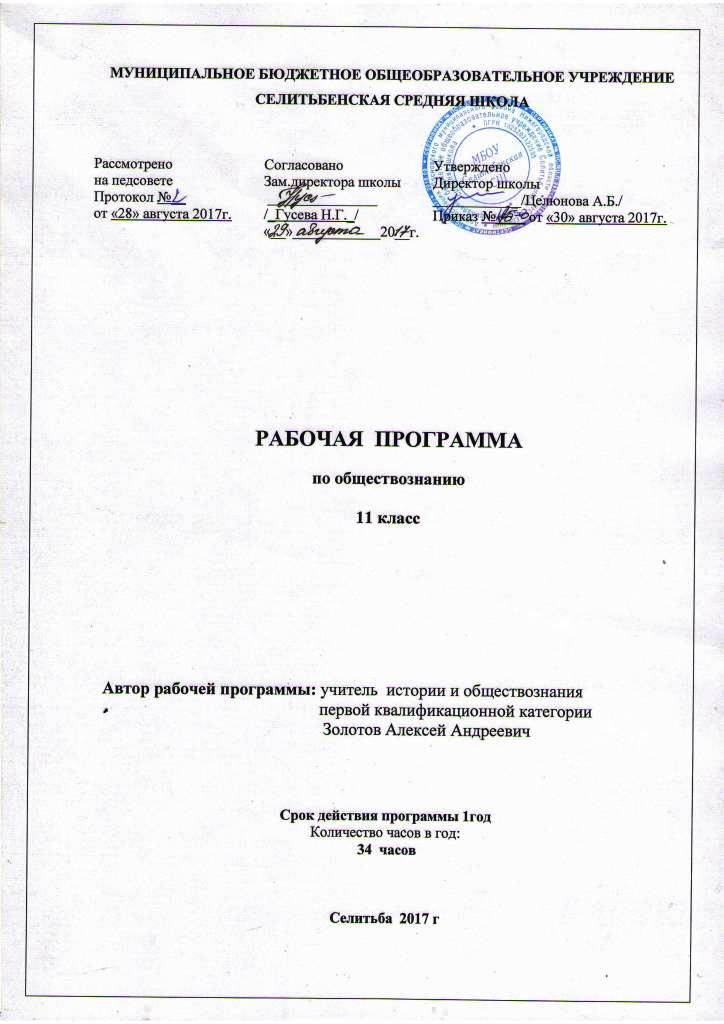 МУНИЦИПАЛЬНОЕ БЮДЖЕТНОЕ ОБЩЕОБРАЗОВАТЕЛЬНОЕ УЧРЕЖДЕНИЕ
СЕЛИТЬБЕНСКАЯ СРЕДНЯЯ ШКОЛА
Рассмотрено
на педсовете
Протокол №1
от «28» августа 2017г.
Согласовано
Зам.директора школы
/_Гусева Н.Г._/
«29» августа 2017г.
Утверждено
Директор школы
/Целюнова А.Б./
Приказ № от «30» августа 2017г.
МБОУ
РАБОЧАЯ ПРОГРАММА
по обществознанию
11 класс
Автор рабочей программы: учитель истории и обществознания
первой квалификационной категории
Золотов Алексей Андреевич
Срок действия программы 1год
Количество часов в год:
34 часов
Селитьба 2017 г